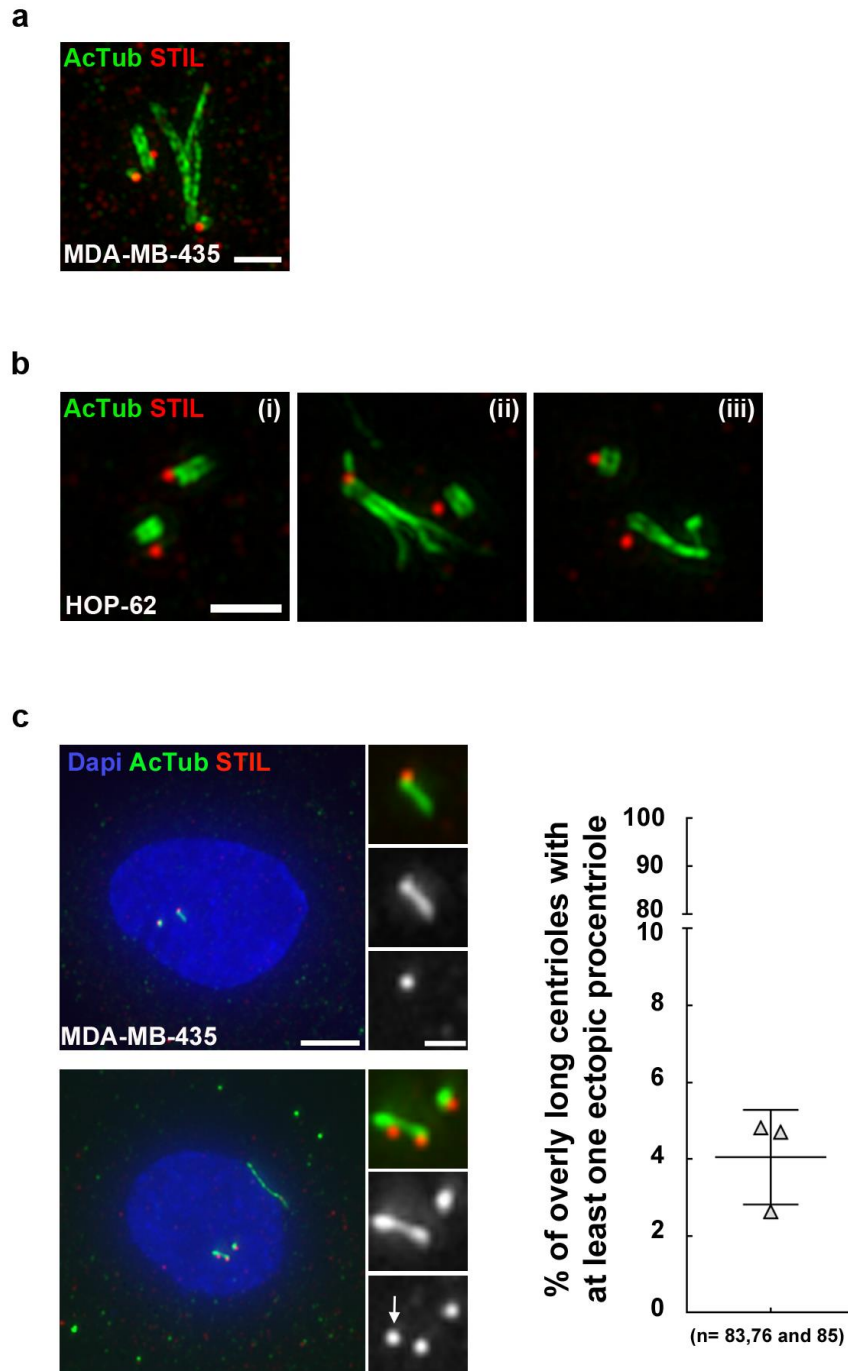 a
AcTub STIL
MDA-MB-435
b
AcTub STIL
(i)
(ii)
(iii)
HOP-62
c
Dapi AcTub STIL
MDA-MB-435
% of overly long centrioles with
at least one ectopic procentriole
100
90
80
10
8
6
4
2
0
(n= 83,76 and 85)